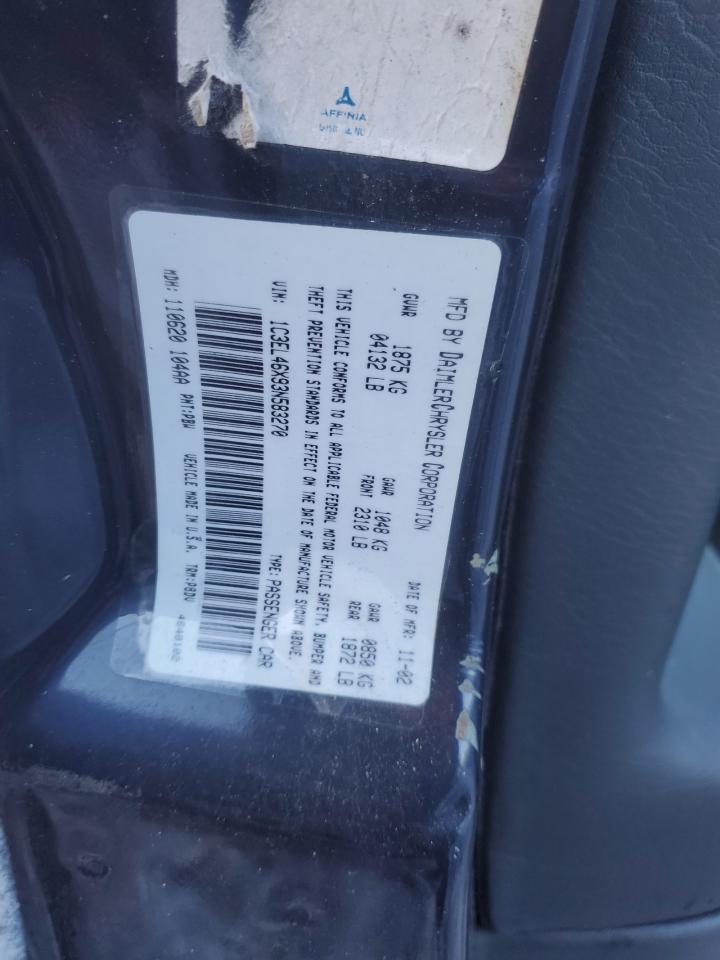 AFFINIA
MFD BY DAIMLERCHRYSLER CORPORATION
DATE OF MFR: 11-02
GVWR 1875 KG
04132 LB
GAWR FRONT 1048 KG
2310 LB
GAWR REAR 0850 KG
1872 LB
THIS VEHICLE CONFORMS TO ALL APPLICABLE FEDERAL MOTOR VEHICLE SAFETY, BUMPER AND
THEFT PREVENTION STANDARDS IN EFFECT ON THE DATE OF MANUFACTURE SHOWN ABOVE
VIN: 1C3EL46X93N583270 TYPE: PASSENGER CAR
MDH: 110620 104AA PNT:PBW VEHICLE MADE IN U.S.A. TRM:PBDV